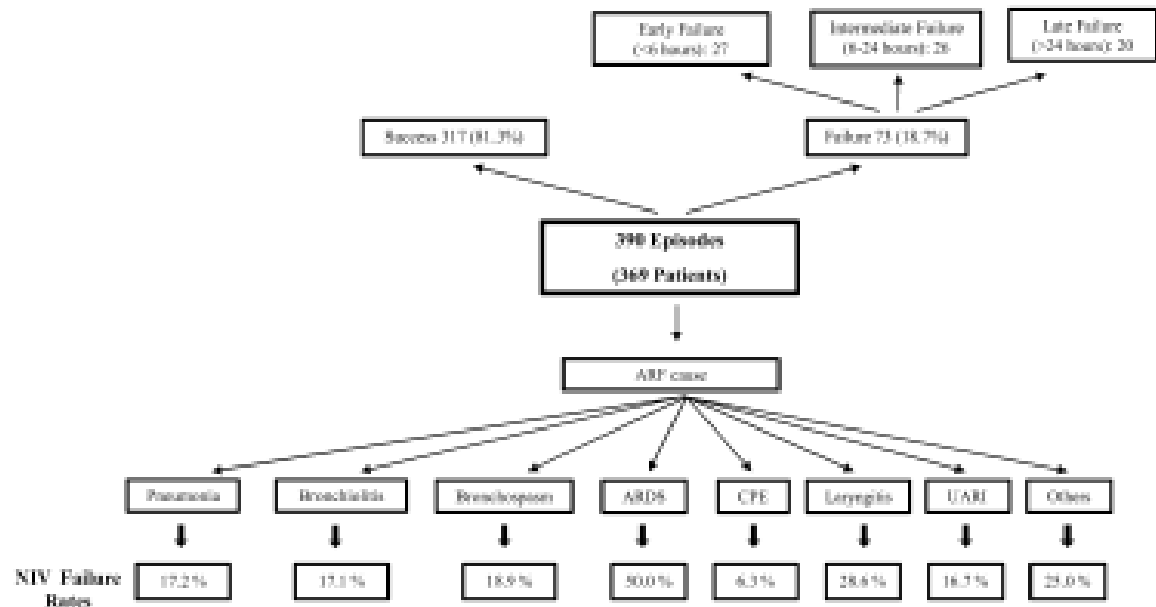 Early Failure
(<6 hours): 27
Intermediate Failure
(6-24 hours): 26
Late Failure
(>24 hours): 20
Success 317 (81.3%)
Failure 73 (18.7%)
390 Episodes
(369 Patients)
ARF cause
Pneumonia
Bronchiolitis
Bronchospasm
ARDS
CPE
Laryngitis
UARI
Others
NIV Failure
Rates
17.2 %
17.1 %
18.9 %
50.0 %
6.3 %
28.6 %
16.7 %
25.0 %